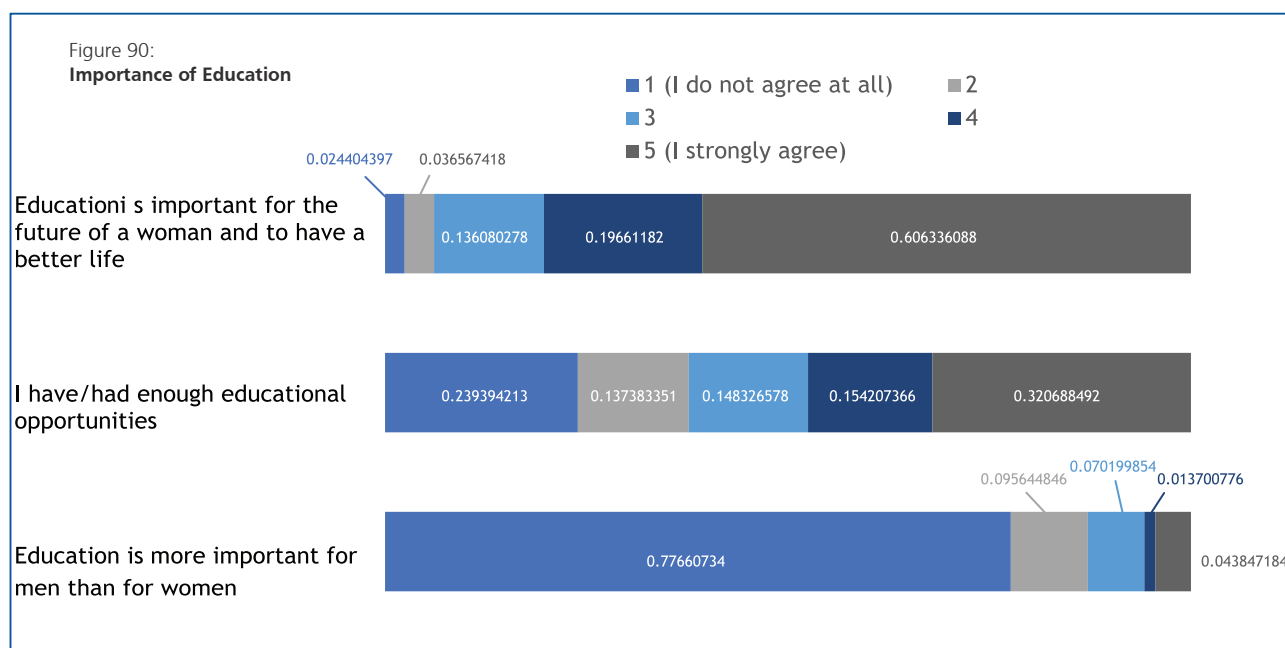 Figure 90:
Importance of Education
1 (I do not agree at all)
2
3
4
5 (I strongly agree)
0.024404397
0.036567418
Educationi s important for the
future of a woman and to have a
better life
0.136080278
0.19661182
0.606336088
I have/had enough educational
opportunities
0.239394213
0.137383351
0.148326578
0.154207366
0.320688492
0.070199854
0.095644846
0.013700776
Education is more important for
men than for women
0.77660734
0.043847184